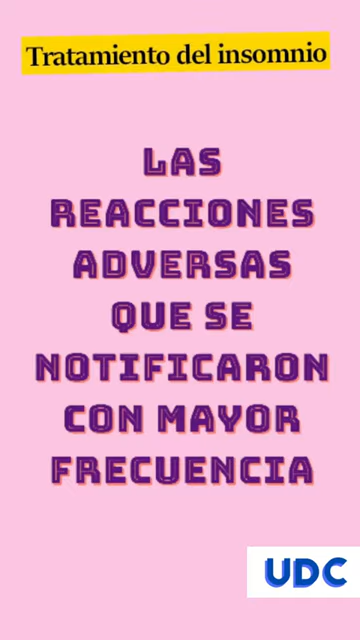 Tratamiento del insomnio
LAS
REACCIONES
ADVERSAS
QUE SE
NOTIFICARON
CON MAYOR
FRECUENCIA
UDC